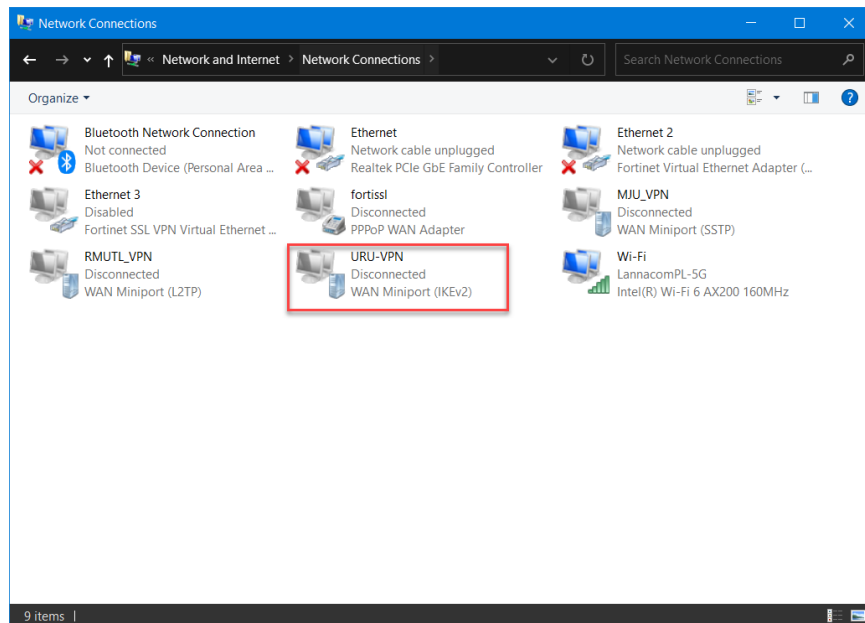 Network Connections
« Network and Internet > Network Connections >
Search Network Connections
Organize
Bluetooth Network Connection
Not connected
Bluetooth Device (Personal Area ...
Ethernet
Network cable unplugged
Realtek PCIe GbE Family Controller
Ethernet 2
Network cable unplugged
Fortinet Virtual Ethernet Adapter (...
Ethernet 3
Disabled
Fortinet SSL VPN Virtual Ethernet ...
fortissl
Disconnected
PPPoP WAN Adapter
MJU_VPN
Disconnected
WAN Miniport (SSTP)
RMUTL_VPN
Disconnected
WAN Miniport (L2TP)
URU-VPN
Disconnected
WAN Miniport (IKEv2)
Wi-Fi
LannacomPL-5G
Intel(R) Wi-Fi 6 AX200 160MHz
9 items